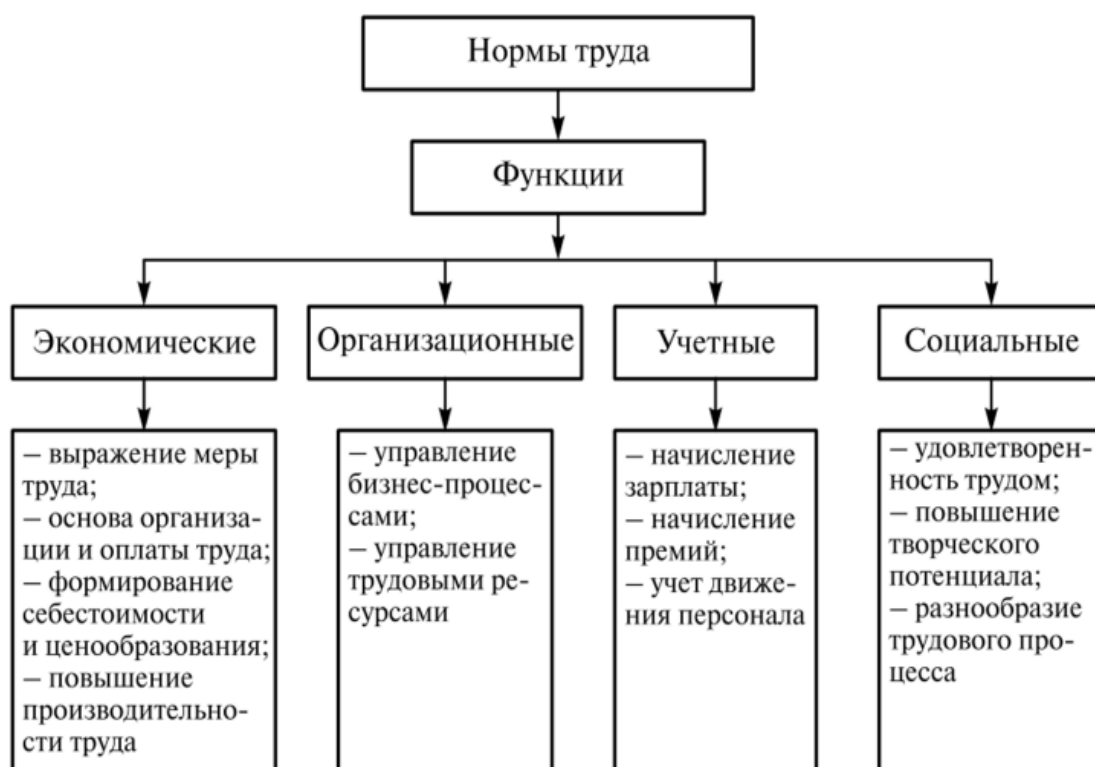 Нормы труда
Функции
Экономические
Организационные
Учетные
Социальные
– выражение меры
труда;
– основа организа-
ции и оплаты труда;
– формирование
себестоимости
и ценообразования;
– повышение
производительно-
сти труда
– управление
бизнес-процес-
сами;
– управление
трудовыми ре-
сурсами
– начисление
зарплаты;
– начисление
премий;
– учет движе-
ния персонала
– удовлетворен-
ность трудом;
– повышение
творческого
потенциала;
– разнообразие
трудового про-
цесса